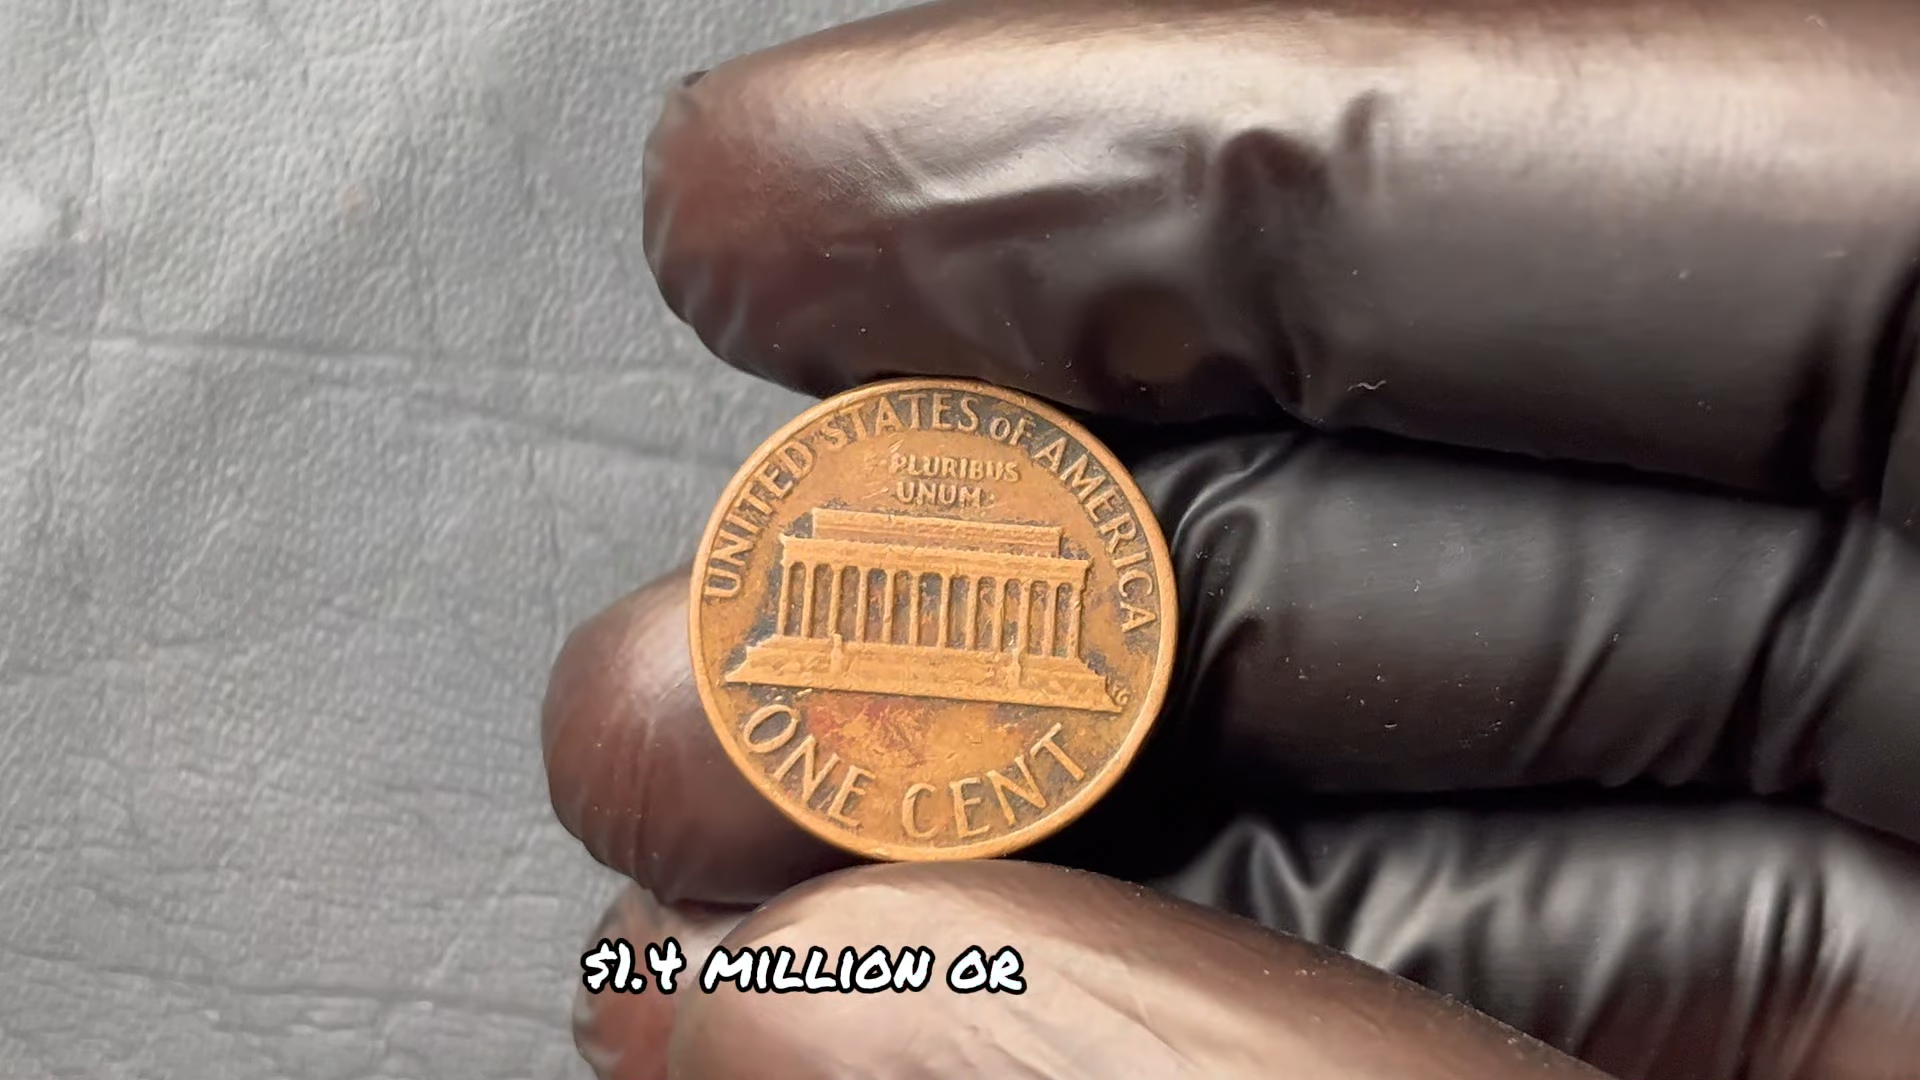 UNITED STATES OF AMERICA
PLURIBUS
UNUM
ONE CENT
$1.4 MILLION OR